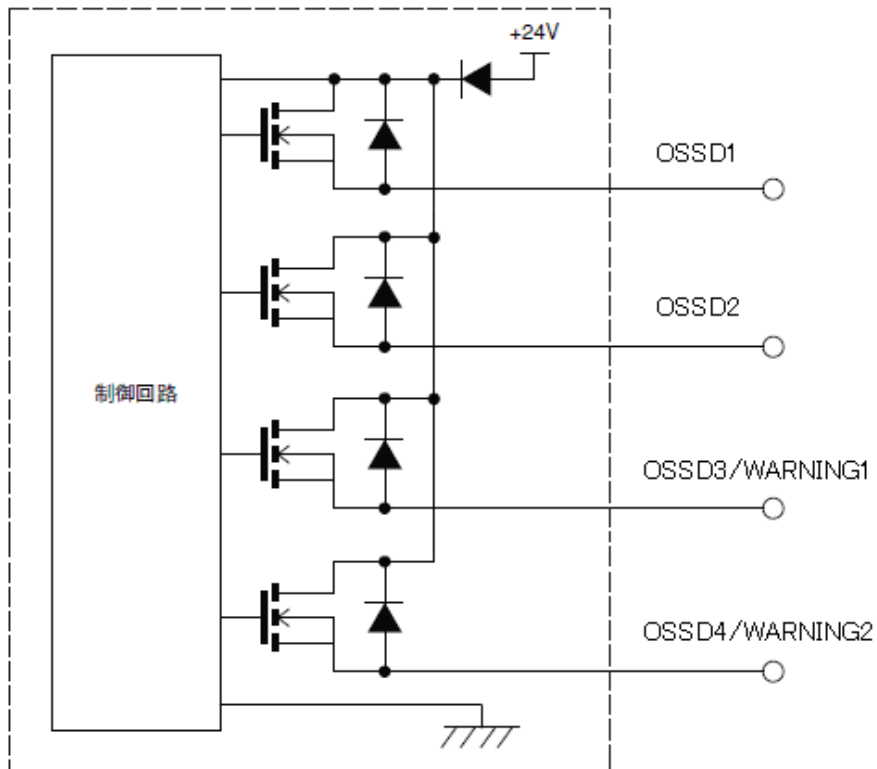 +24V
OSSD1
OSSD2
制御回路
OSSD3/WARNING1
OSSD4/WARNING2